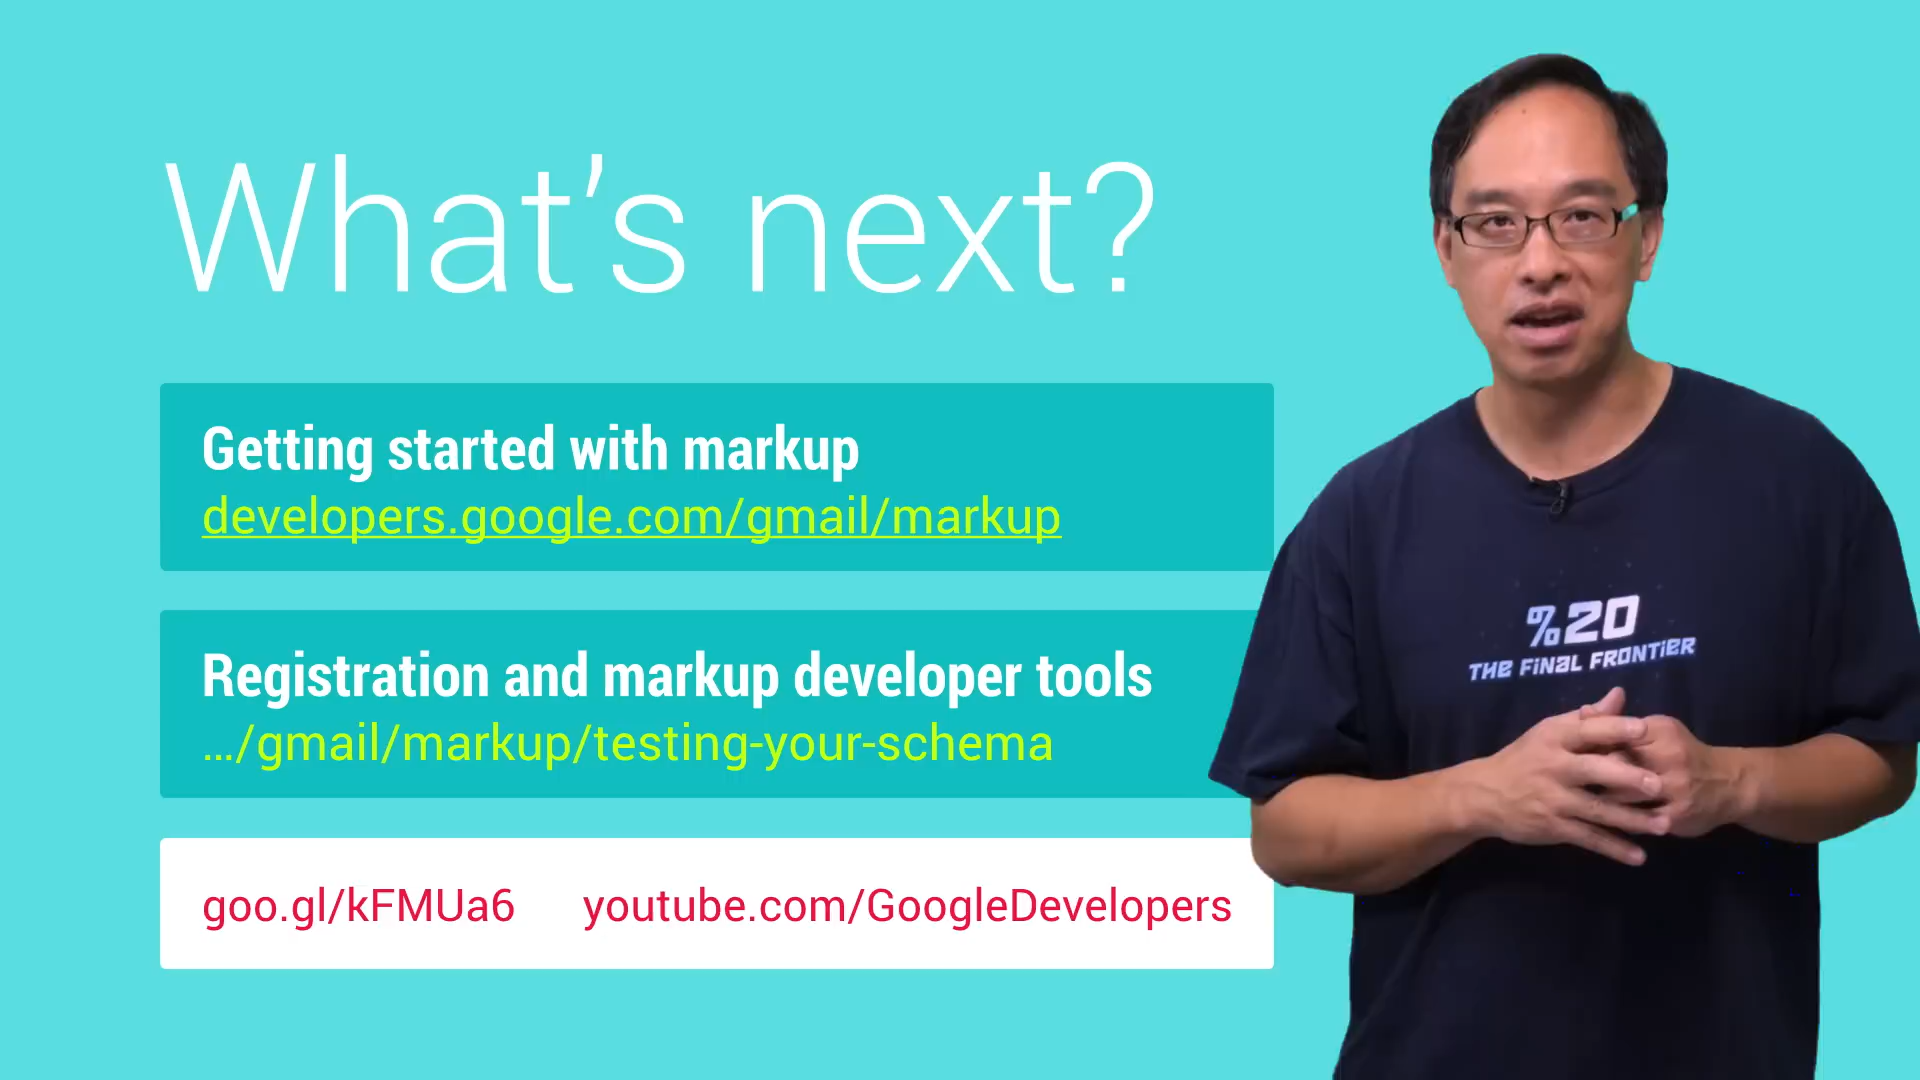 What's next?
Getting started with markup
developers.google.com/gmail/markup
Registration and markup developer tools
.../gmail/markup/testing-your-schema
goo.gl/kFMUa6 youtube.com/GoogleDevelopers
%20
THE FINAL FRONTIER